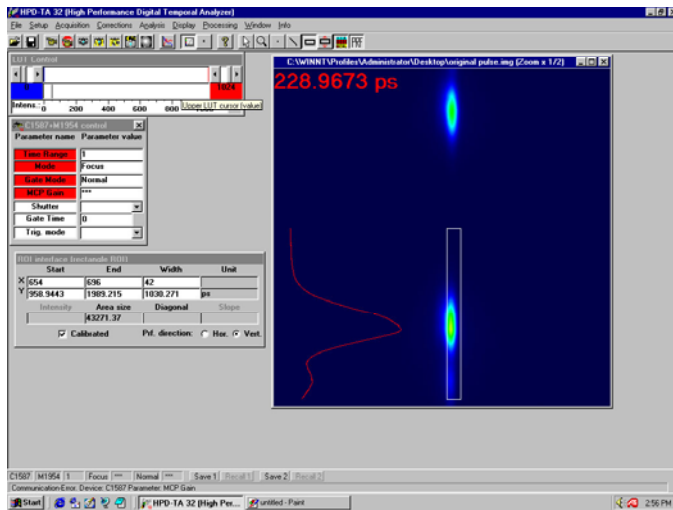 HPD-TA 32 (High Performance Digital Temporal Analyzer)
File Setup Acquisition Corrections Analysis Display Processing Window Info
LUT Control
0 1024
Intens.: 0 200 400 600 800
Upper LUT cursor (value)
C:\WINNT\Profiles\Administrator\Desktop\original pulse.img (Zoom x 1/2)
228.9673 ps
C1587+M1954 control
Parameter name Parameter value
Time Range 1
Mode Focus
Gate Mode Normal
MCP Gain ***
Shutter
Gate Time 0
Trig. mode
ROI interface (rectangle ROI)
Start End Width Unit
X 654 696 42
Y 958.9443 1989.215 1030.271 ps
Intensity Area size Diagonal Slope
43271.37
Calibrated Prf. direction: Hor. Vert.
C1587 M1954 1 Focus *** Normal *** Save 1 Recall 1 Save 2 Recall 2
Communication-Error. Device: C1587 Parameter: MCP Gain
Start HPD-TA 32 (High Per... untitled - Paint 2:56 PM